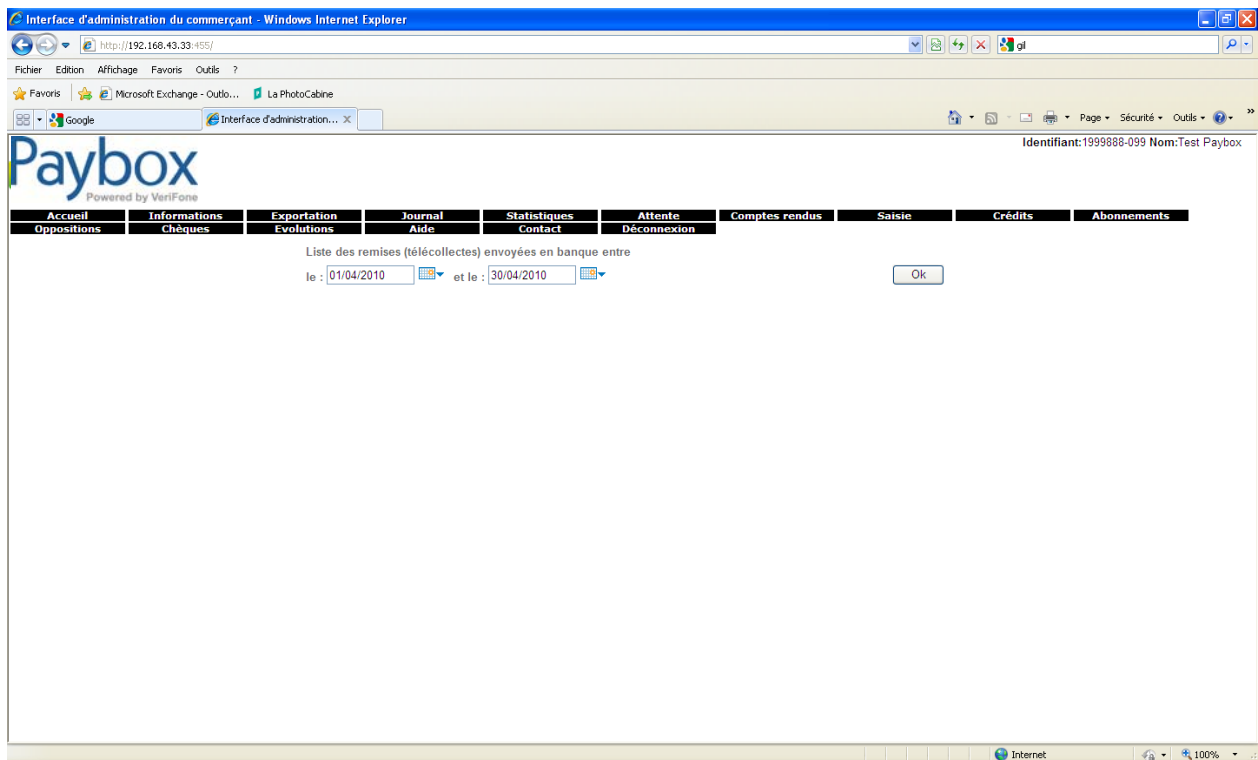 Interface d'administration du commerçant - Windows Internet Explorer
http://192.168.43.33:455/ gil
Fichier Edition Affichage Favoris Outils ?
Favoris Microsoft Exchange - Outlo... La PhotoCabine
Google Interface d'administration... X Page Sécurité Outils »
Identifiant:1999888-099 Nom:Test Paybox
Paybox
Powered by VeriFone
Accueil Informations Exportation Journal Statistiques Attente Comptes rendus Saisie Crédits Abonnements
Oppositions Chèques Evolutions Aide Contact Déconnexion
Liste des remises (télécollectes) envoyées en banque entre
le : 01/04/2010 et le : 30/04/2010 Ok
Internet 100%